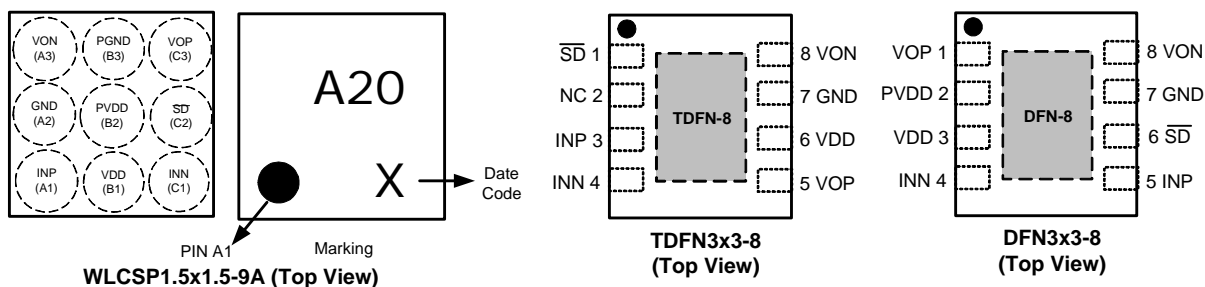 VON
(A3)
PGND
(B3)
VOP
(C3)
GND
(A2)
PVDD
(B2)
SD
(C2)
INP
(A1)
VDD
(B1)
INN
(C1)
A20
X
Date
Code
PIN A1
Marking
WLCSP1.5x1.5-9A (Top View)
SD 1
NC 2
INP 3
INN 4
TDFN-8
8 VON
7 GND
6 VDD
5 VOP
TDFN3x3-8
(Top View)
VOP 1
PVDD 2
VDD 3
INN 4
DFN-8
8 VON
7 GND
6 SD
5 INP
DFN3x3-8
(Top View)